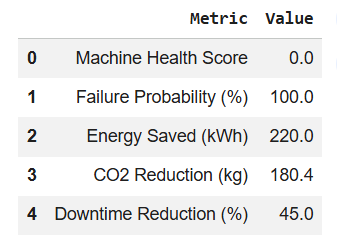 Metric Value
0 Machine Health Score 0.0
1 Failure Probability (%) 100.0
2 Energy Saved (kWh) 220.0
3 CO2 Reduction (kg) 180.4
4 Downtime Reduction (%) 45.0